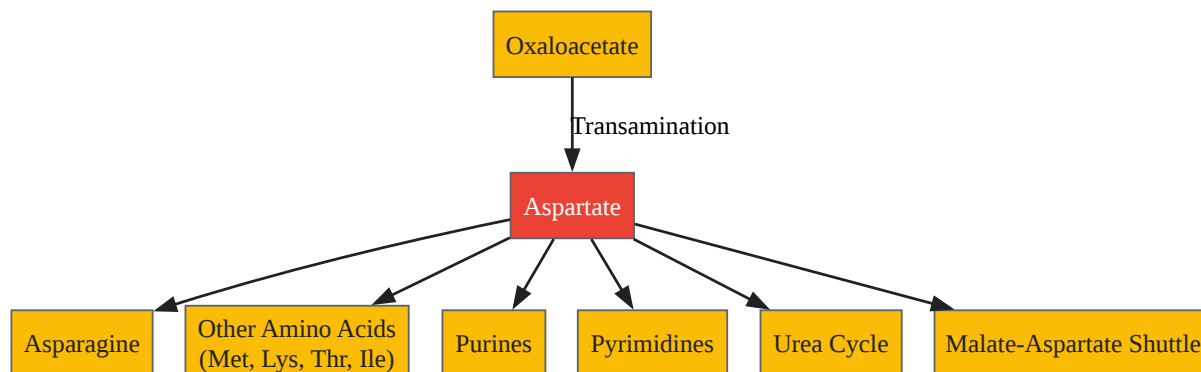 Oxaloacetate
Transamination
Aspartate
Asparagine
Other Amino Acids
(Met, Lys, Thr, Ile)
Purines
Pyrimidines
Urea Cycle
Malate-Aspartate Shuttle